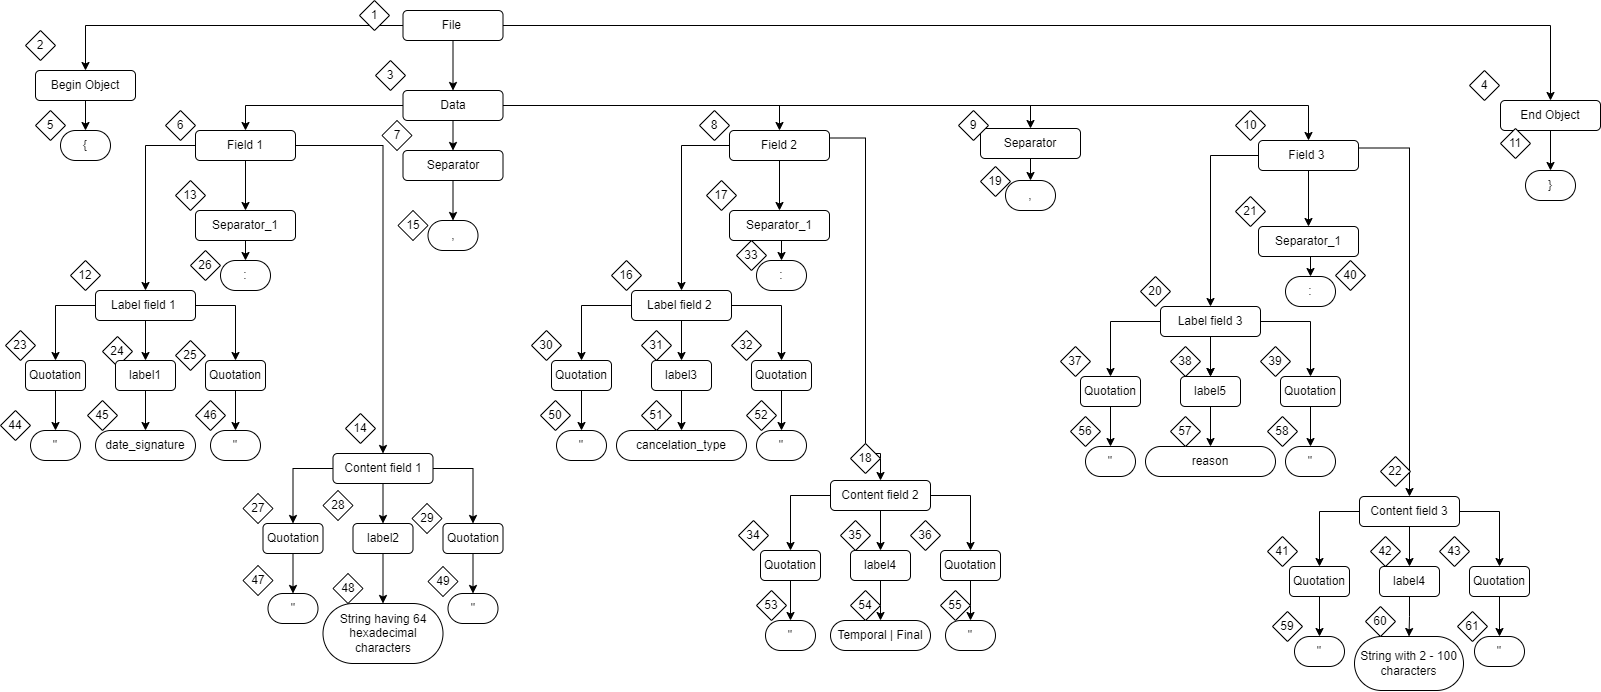 1
File
2
3
4
Begin Object
Data
End Object
5
{
6
7
8
9
10
11
Field 1
Separator
Field 2
Separator
Field 3
}
13
17
19
,
21
Separator_1
15
,
Separator_1
Separator_1
26
:
33
:
40
:
12
Label field 1
16
Label field 2
20
Label field 3
23
24
25
30
31
32
37
38
39
Quotation
label1
Quotation
Quotation
label3
Quotation
Quotation
label5
Quotation
44
45
46
50
51
52
56
57
58
"
date_signature
"
"
cancelation_type
"
"
reason
"
14
Content field 1
18
Content field 2
22
Content field 3
27
28
29
34
35
36
41
42
43
Quotation
label2
Quotation
Quotation
label4
Quotation
Quotation
label4
Quotation
47
48
49
53
54
55
59
60
61
"
String having 64
hexadecimal
characters
"
"
Temporal | Final
"
"
String with 2 - 100
characters
"